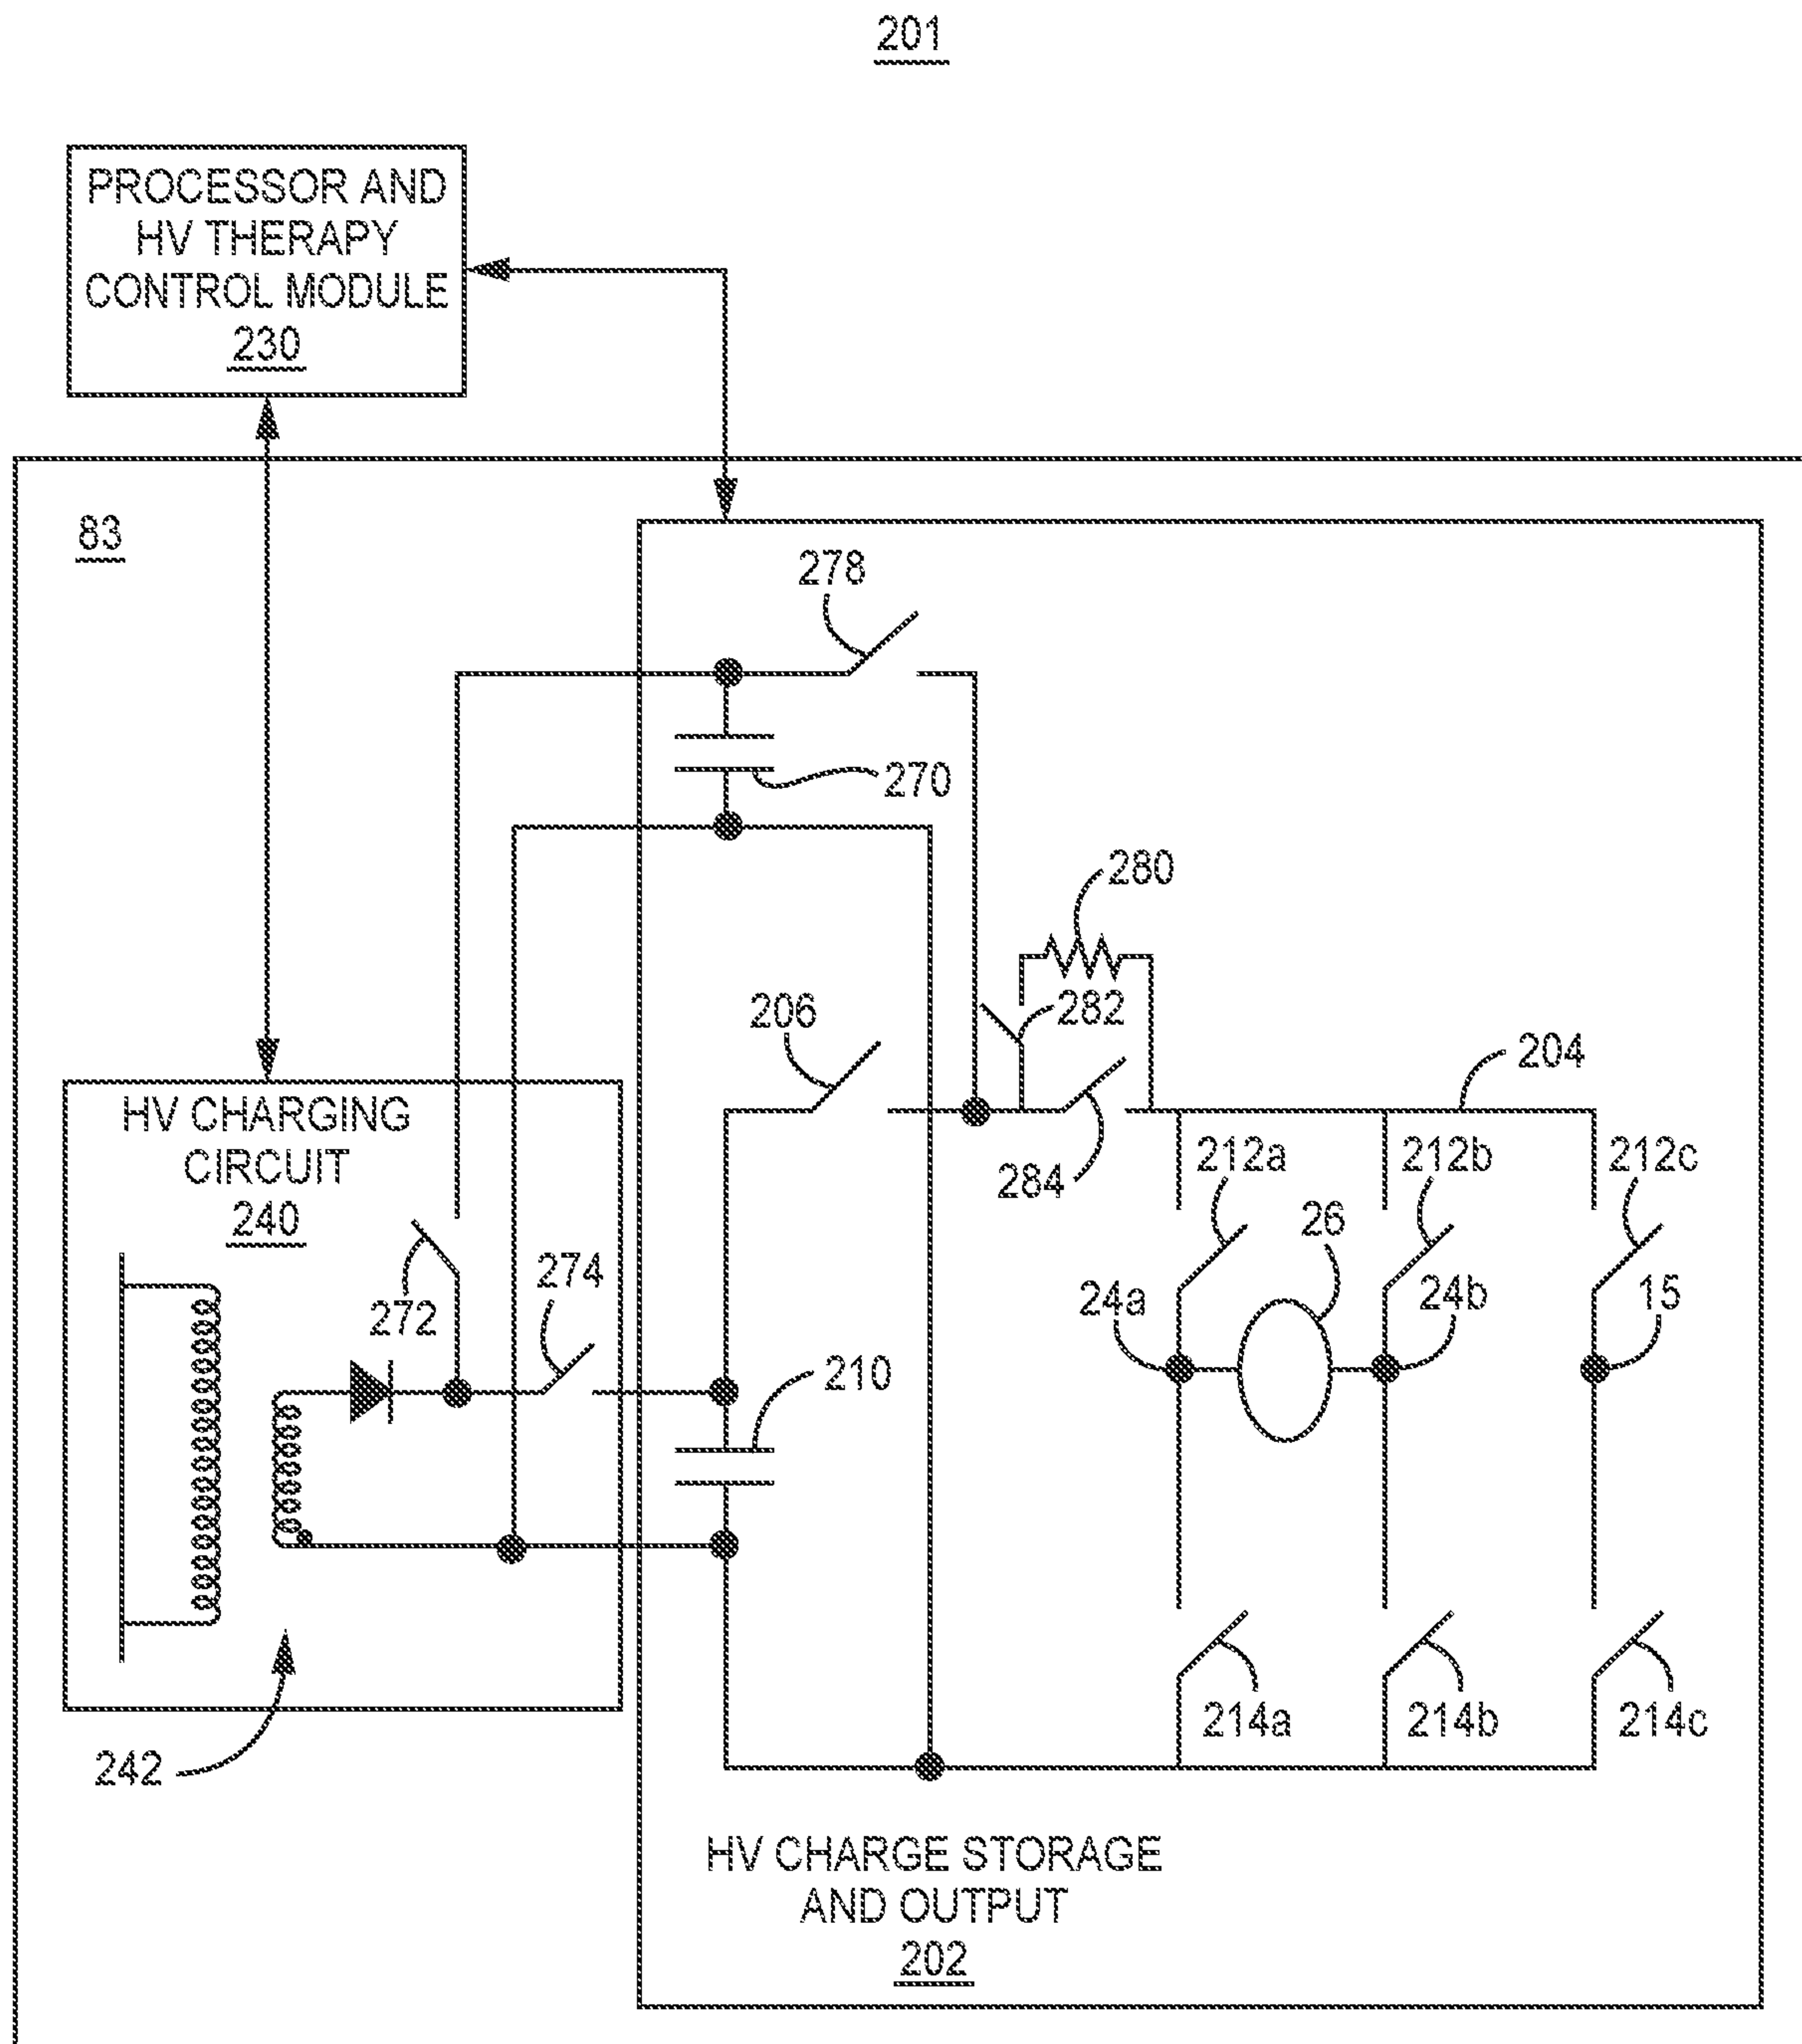 201
PROCESSOR AND
HV THERAPY
CONTROL MODULE
230
83
278
270
280
206
282
204
HV CHARGING
CIRCUIT
240
284
212a
212b
212c
26
272
274
24a
24b
15
210
214a
214b
214c
242
HV CHARGE STORAGE
AND OUTPUT
202